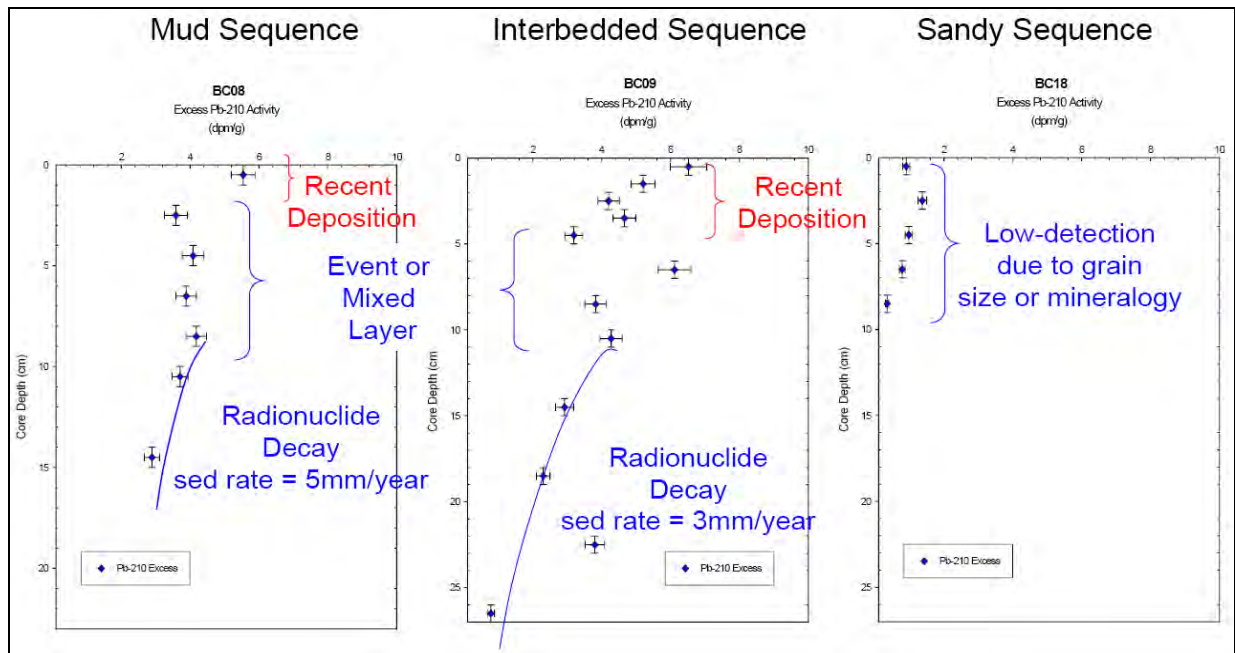 Mud Sequence
BC08
Excess Pb-210 Activity
(dpm/g)
2 4 6 8 10
0
5
10
15
20
Core Depth (cm)
Recent
Deposition
Event or
Mixed
Layer
Radionuclide
Decay
sed rate = 5mm/year
Pb-210 Excess
Interbedded Sequence
BC09
Excess Pb-210 Activity
(dpm/g)
2 4 6 8 10
0
5
10
15
20
25
Core Depth (cm)
Recent
Deposition
Radionuclide
Decay
sed rate = 3mm/year
Pb-210 Excess
Sandy Sequence
BC18
Excess Pb-210 Activity
(dpm/g)
2 4 6 8 10
0
5
10
15
20
25
Core Depth (cm)
Low-detection
due to grain
size or mineralogy
Pb-210 Excess